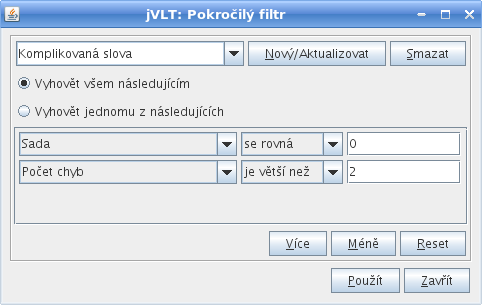 jVLT: Pokročilý filtr
Komplikovaná slova Nový/Aktualizovat Smazat
Vyhovět všem následujícím
Vyhovět jednomu z následujících
Sada se rovná 0
Počet chyb je větší než 2
Více Méně Reset
Použít Zavřít